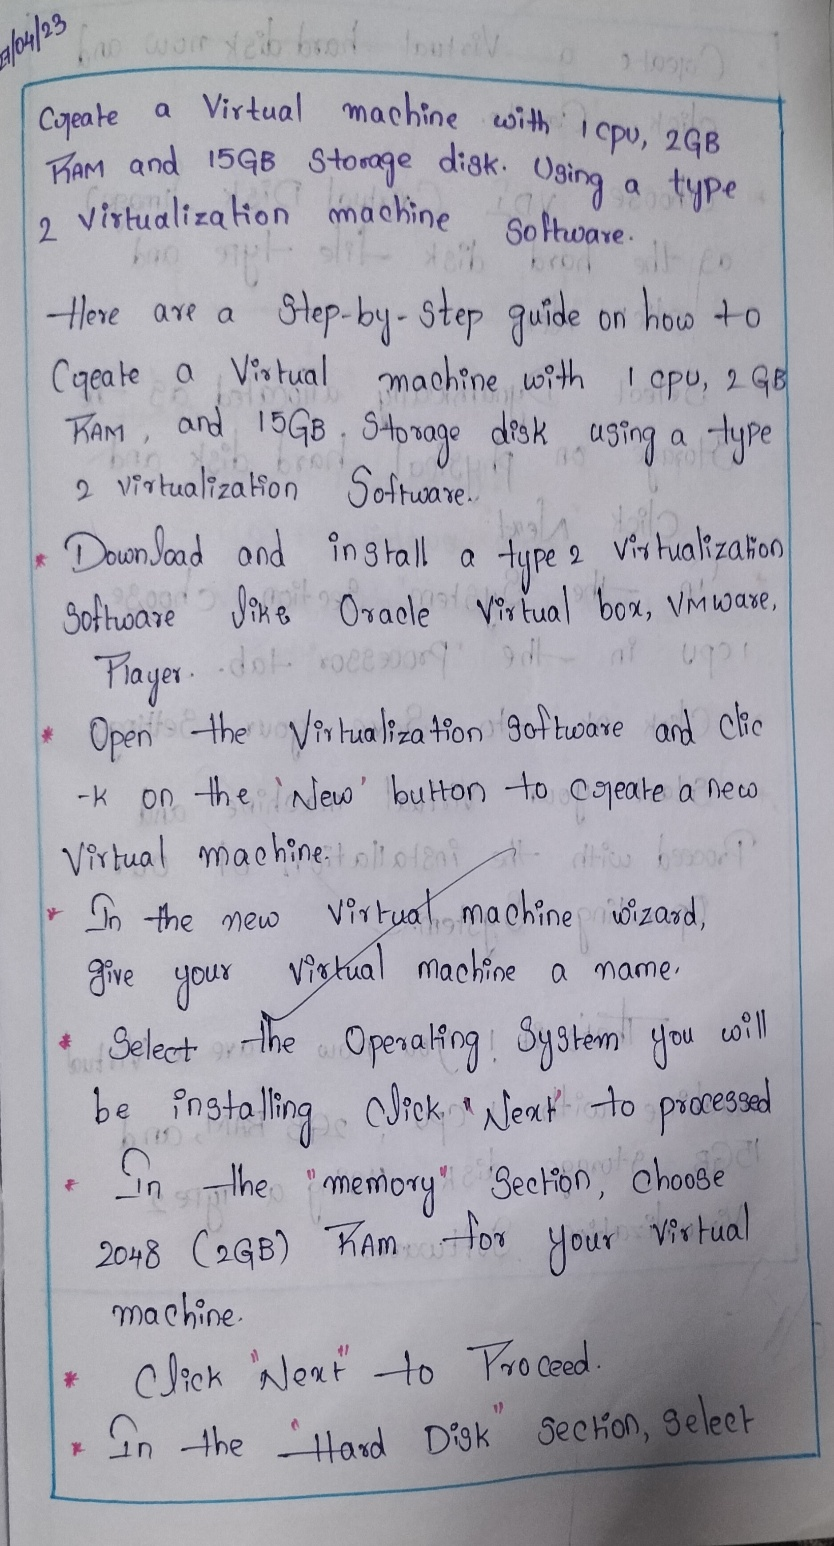 /04/23
Create a Virtual machine with 1 cpu, 2GB
RAM and 15GB Storage disk. Using a type
2 Virtualization machine Software.
Here are a Step-by-Step guide on how to
Create a Virtual machine with 1 cpu, 2 GB
RAM, and 15GB. Storage disk using a type
2 virtualization Software.
* Download and install a type 2 virtualization
Software like Oracle Virtual box, VMware,
Player.
* Open the Virtualization Software and Clic
-k on the 'New' button to Create a new
Virtual machine.
* In the new virtual machine wizard,
give your virtual machine a name.
* Select the Operating System you will
be installing Click "Next" to processed
* In the "memory" Section, Choose
2048 (2GB) RAM for your virtual
machine.
* Click "Next" to Proceed.
* In the "Hard Disk" Section, Select